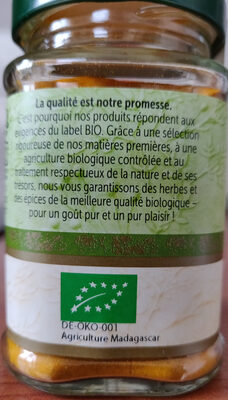 La qualité est notre promesse.
C'est pourquoi nos produits répondent aux
exigences du label BIO. Grâce à une sélection
rigoureuse de nos matières premières, à une
agriculture biologique contrôlée et au
traitement respectueux de la nature et de ses
trésors, nous vous garantissons des herbes et
des épices de la meilleure qualité biologique –
pour un goût pur et un pur plaisir !
DE-ÖKO-001
Agriculture Madagascar